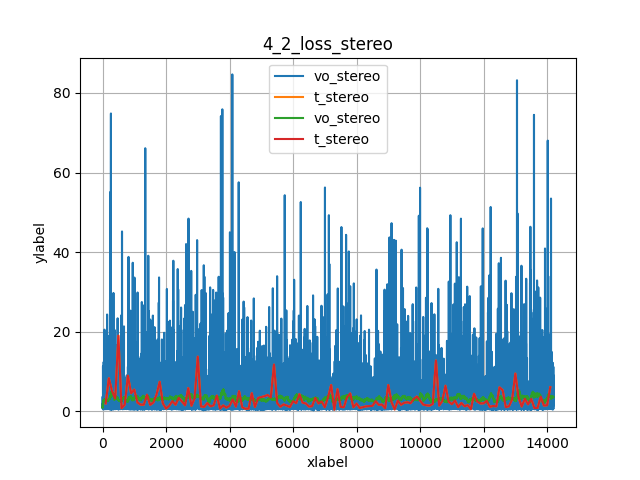 4_2_loss_stereo
vo_stereo
t_stereo
vo_stereo
t_stereo
ylabel
80
60
40
20
0
0 2000 4000 6000 8000 10000 12000 14000
xlabel